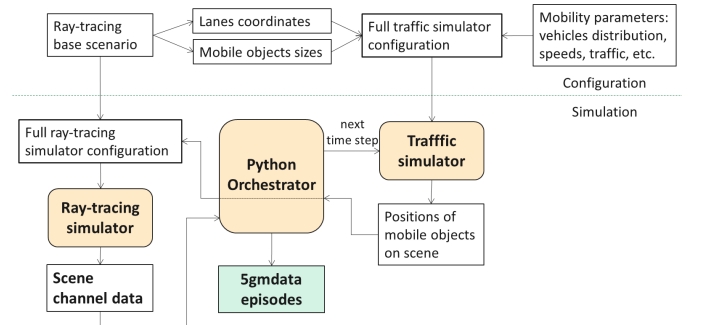 Ray-tracing
base scenario
Lanes coordinates
Mobile objects sizes
Full traffic simulator
configuration
Mobility parameters:
vehicles distribution,
speeds, traffic, etc.
Configuration
Simulation
Full ray-tracing
simulator configuration
Python
Orchestrator
next
time step
Trafffic
simulator
Ray-tracing
simulator
Positions of
mobile objects
on scene
Scene
channel data
5gmdata
episodes